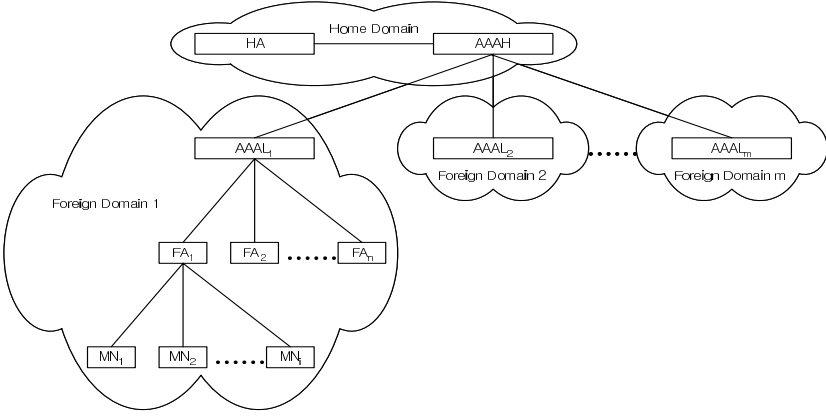 Home Domain
HA
AAAH
AAAL1
AAAL2
AAALm
Foreign Domain 1
Foreign Domain 2
Foreign Domain m
FA1
FA2
FAn
MN1
MN2
MNi